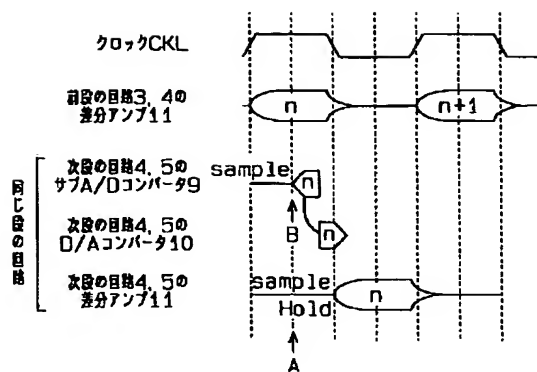 クロックCKL
前段の回路3, 4の
差分アンプ11
n
n+1
同じ段の回路
次段の回路4, 5の
サブA/Dコンバータ9
sample
n
次段の回路4, 5の
D/Aコンバータ10
B
n
次段の回路4, 5の
差分アンプ11
sample
Hold
n
A